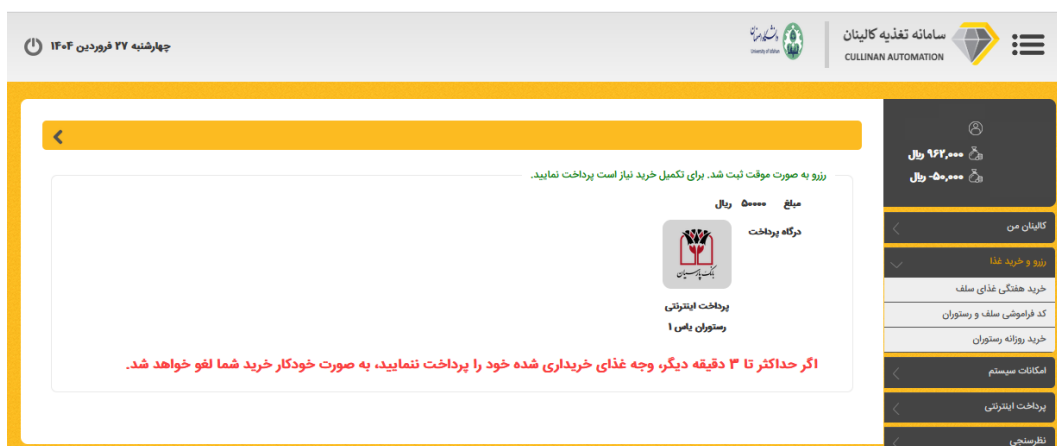 سامانه تغذیه کالینان
CULLINAN AUTOMATION
دانشگاه اصفهان
University of Isfahan
چهارشنبه ۲۷ فروردین ۱۴۰۴
۹۶۲,۰۰۰ ریال
-۵۰,۰۰۰ ریال
کالینان من
رزرو و خرید غذا
خرید هفتگی غذای سلف
کد فراموشی سلف و رستوران
خرید روزانه رستوران
امکانات سیستم
پرداخت اینترنتی
نظرسنجی
رزرو به صورت موقت ثبت شد. برای تکمیل خرید نیاز است پرداخت نمایید.
مبلغ ۵۰۰۰۰ ریال
درگاه پرداخت
بانک پارسیان
پرداخت اینترنتی
رستوران یاس ۱
اگر حداکثر تا ۳ دقیقه دیگر، وجه غذای خریداری شده خود را پرداخت ننمایید، به صورت خودکار خرید شما لغو خواهد شد.